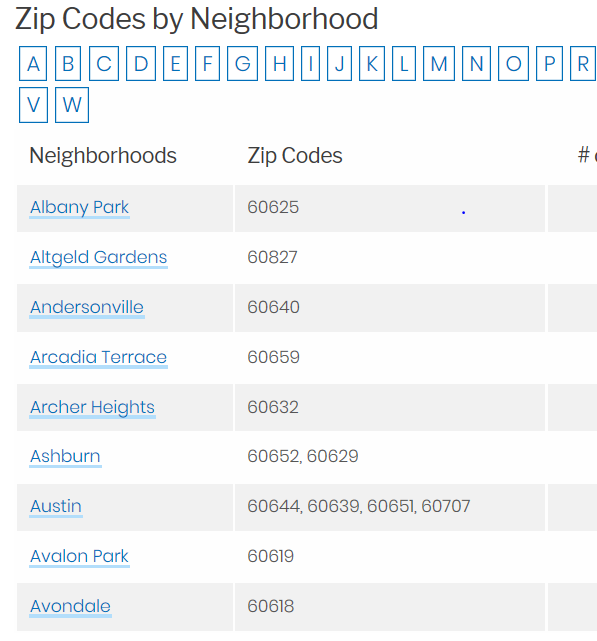 Zip Codes by Neighborhood
A B C D E F G H I J K L M N O P R
V W
Neighborhoods Zip Codes #
Albany Park 60625
Altgeld Gardens 60827
Andersonville 60640
Arcadia Terrace 60659
Archer Heights 60632
Ashburn 60652, 60629
Austin 60644, 60639, 60651, 60707
Avalon Park 60619
Avondale 60618